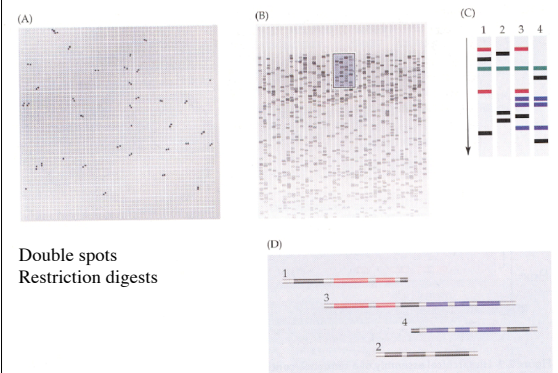 (A)
(B)
(C)
1 2 3 4
Double spots
Restriction digests
(D)
1
3
4
2